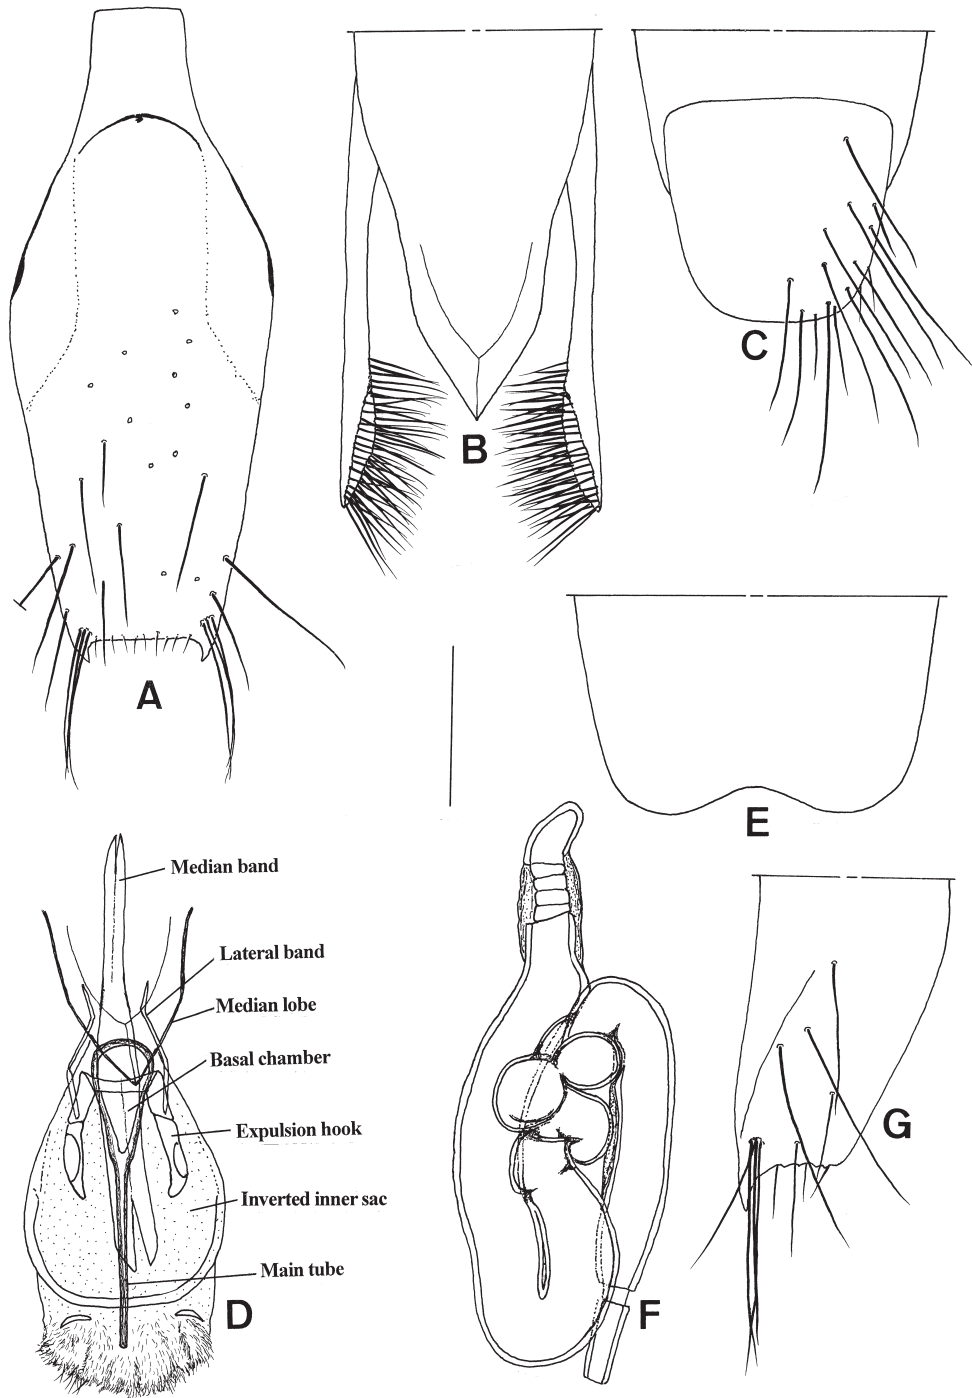 A
B
C
E
Median band
Lateral band
Median lobe
Basal chamber
Expulsion hook
Inverted inner sac
Main tube
D
F
G